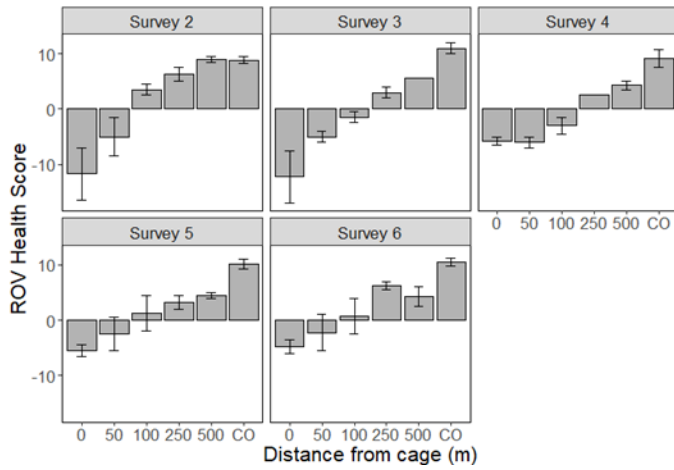 Survey 2
Survey 3
Survey 4
10
0
-10
0 50 100 250 500 CO
Survey 5
Survey 6
10
0
-10
0 50 100 250 500 CO
0 50 100 250 500 CO
ROV Health Score
Distance from cage (m)